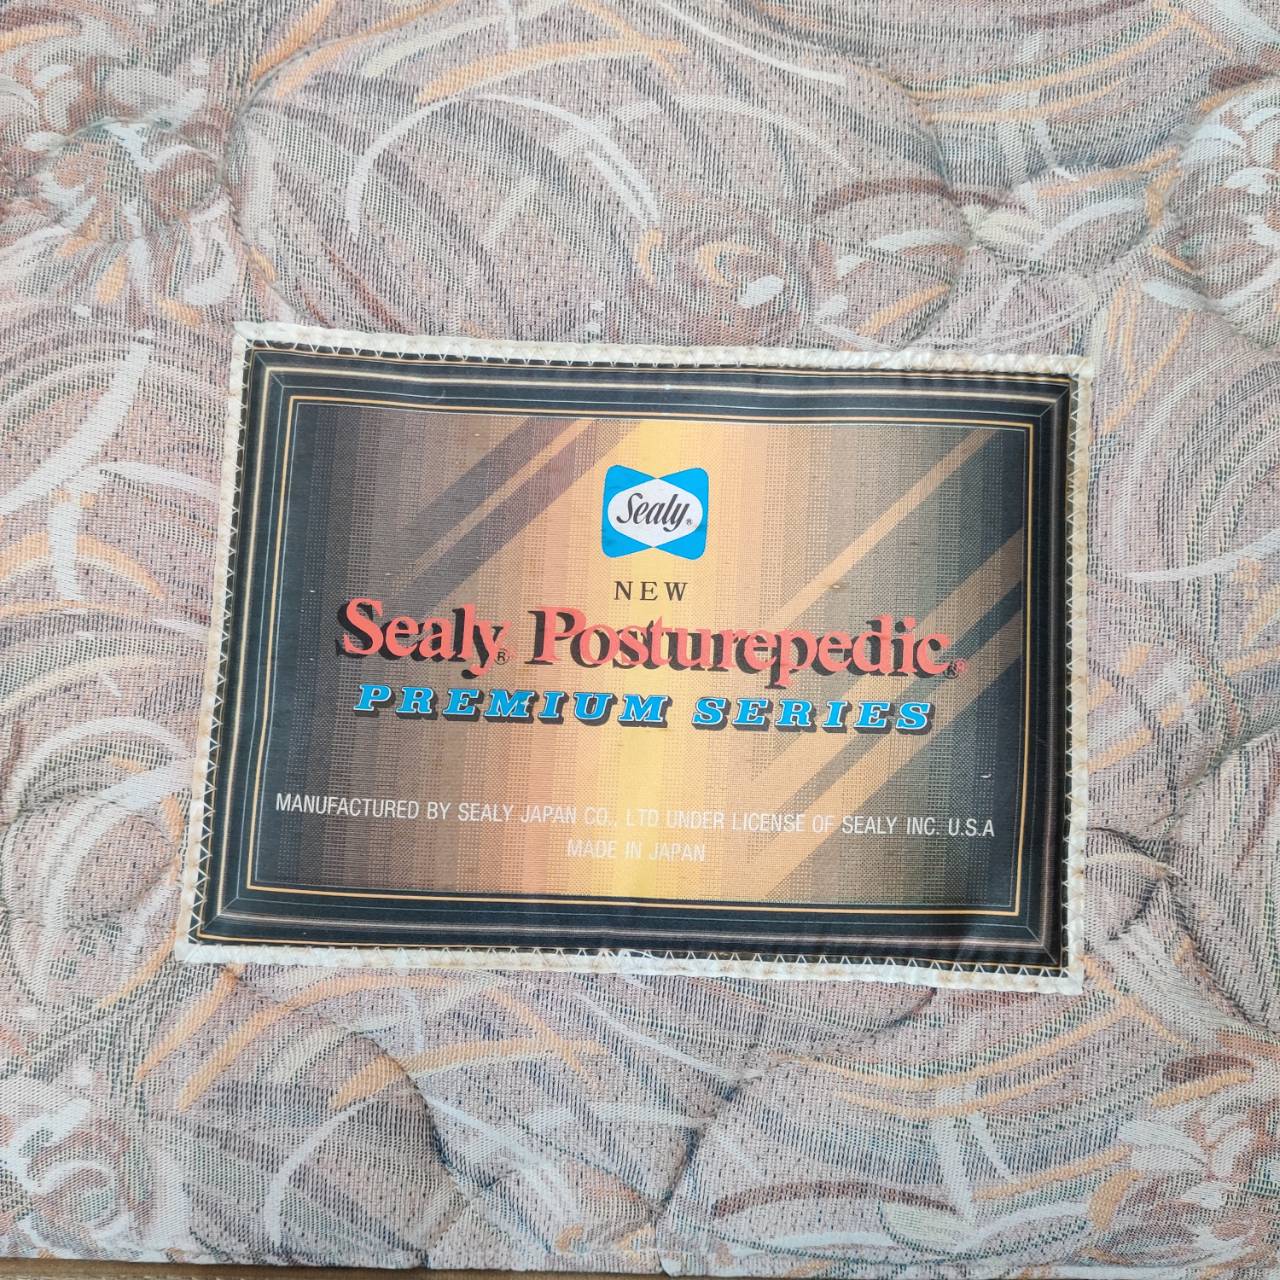 Sealy®
NEW
Sealy® Posturepedic®
PREMIUM SERIES
MANUFACTURED BY SEALY JAPAN CO., LTD UNDER LICENSE OF SEALY INC. U.S.A
MADE IN JAPAN